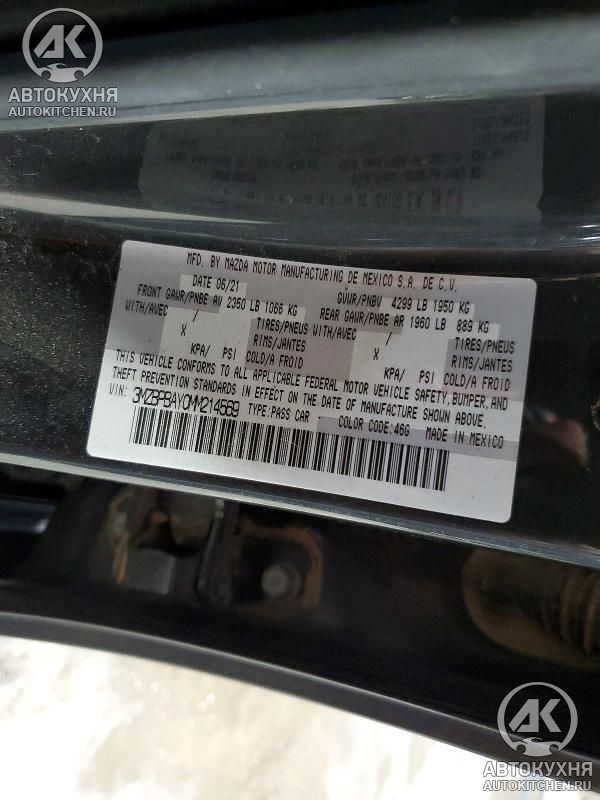 AK
АВТОКУХНЯ
AUTOKITCHEN.RU
MFD. BY MAZDA MOTOR MANUFACTURING DE MEXICO S.A. DE C.V.
DATE 06/21 GVWR/PNBV 4299 LB 1950 KG
FRONT GAWR/PNBE AV 2350 LB 1066 KG REAR GAWR/PNBE AR 1960 LB 889 KG
WITH/AVEC / TIRES/PNEUS WITH/AVEC / TIRES/PNEUS
X RIMS/JANTES X RIMS/JANTES
KPA/ PSI COLD/A FROID KPA/ PSI COLD/A FROID
THIS VEHICLE CONFORMS TO ALL APPLICABLE FEDERAL MOTOR VEHICLE SAFETY, BUMPER, AND
THEFT PREVENTION STANDARDS IN EFFECT ON THE DATE OF MANUFACTURE SHOWN ABOVE.
VIN: 3MZBPBAY0MM214569 TYPE: PASS CAR COLOR CODE: 46G MADE IN MEXICO
AK
АВТОКУХНЯ
AUTOKITCHEN.RU